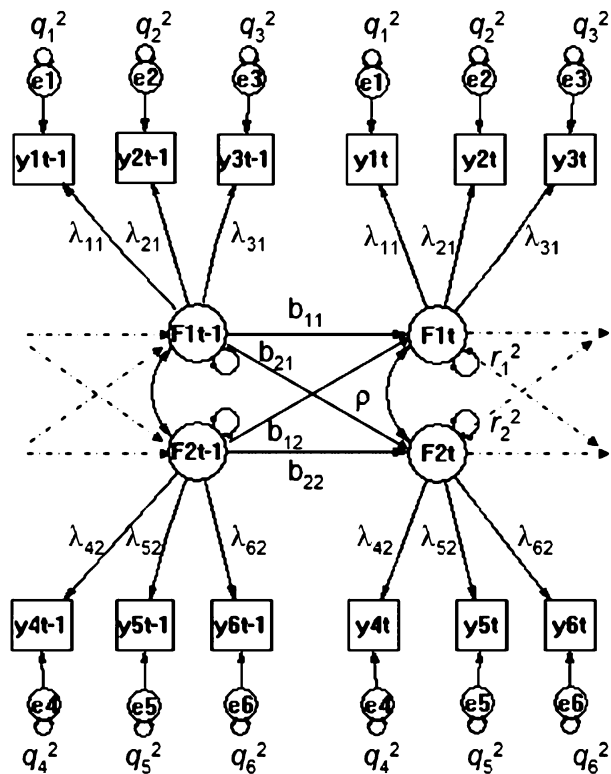 q₁² q₂² q₃² q₁² q₂² q₃²
e1 e2 e3 e1 e2 e3
y1t-1 y2t-1 y3t-1 y1t y2t y3t
λ₁₁ λ₂₁ λ₃₁ λ₁₁ λ₂₁ λ₃₁
F1t-1 b₁₁ F1t
b₂₁ r₁²
ρ
b₁₂ r₂²
F2t-1 b₂₂ F2t
λ₄₂ λ₅₂ λ₆₂ λ₄₂ λ₅₂ λ₆₂
y4t-1 y5t-1 y6t-1 y4t y5t y6t
e4 e5 e6 e4 e5 e6
q₄² q₅² q₆² q₄² q₅² q₆²